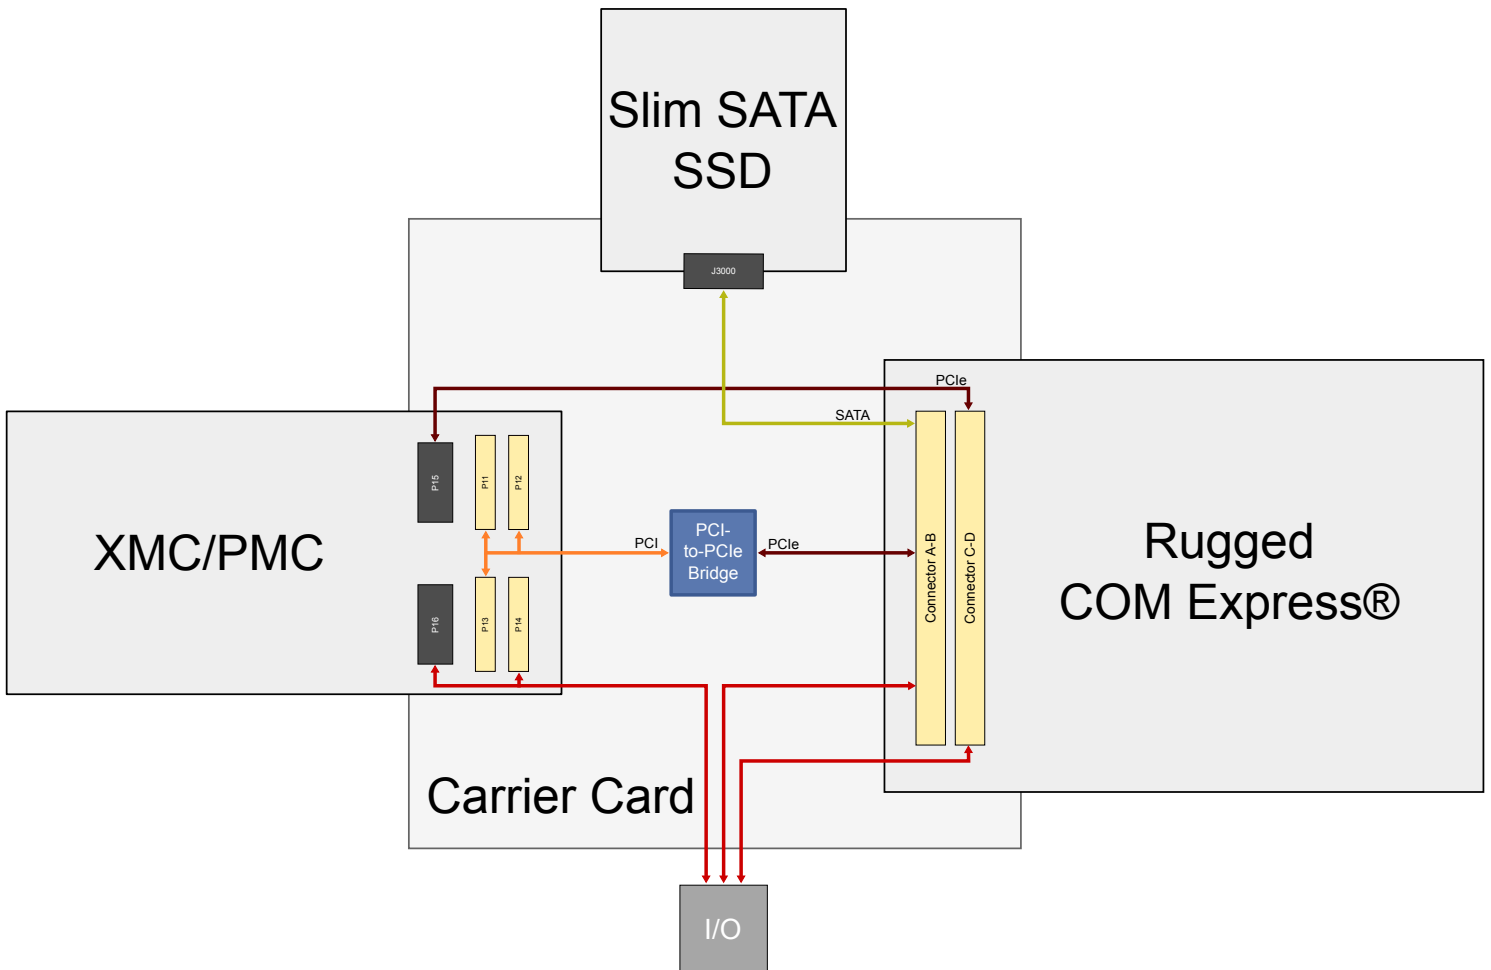 Slim SATA
SSD
J3000
PCIe
SATA
P15
P11
P12
XMC/PMC
PCI
PCI-
to-PCIe
Bridge
PCIe
Connector A-B
Connector C-D
Rugged
COM Express®
P16
P13
P14
Carrier Card
I/O